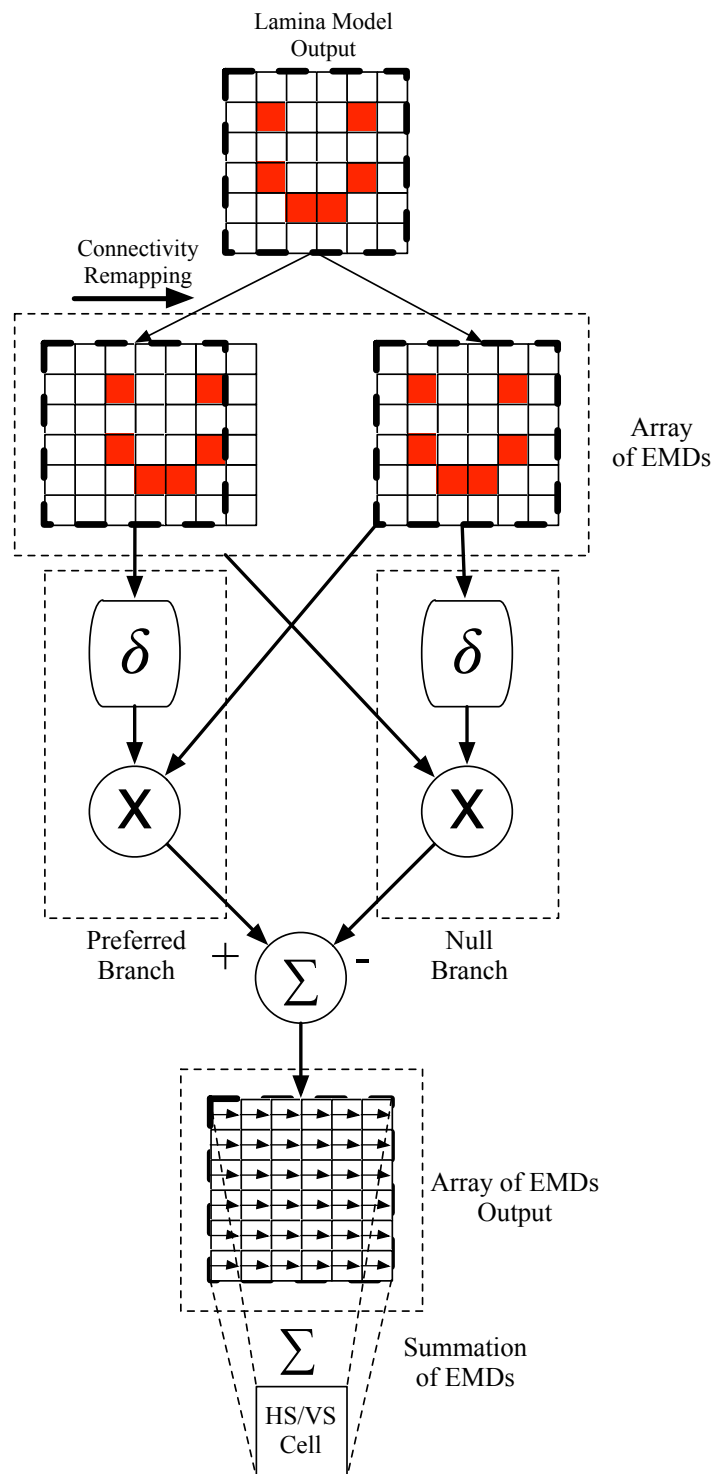 Lamina Model
Output
Connectivity
Remapping
Array
of EMDs
δ
δ
X
X
Preferred
Branch
+
-
Null
Branch
Σ
Array of EMDs
Output
Σ
Summation
of EMDs
HS/VS
Cell